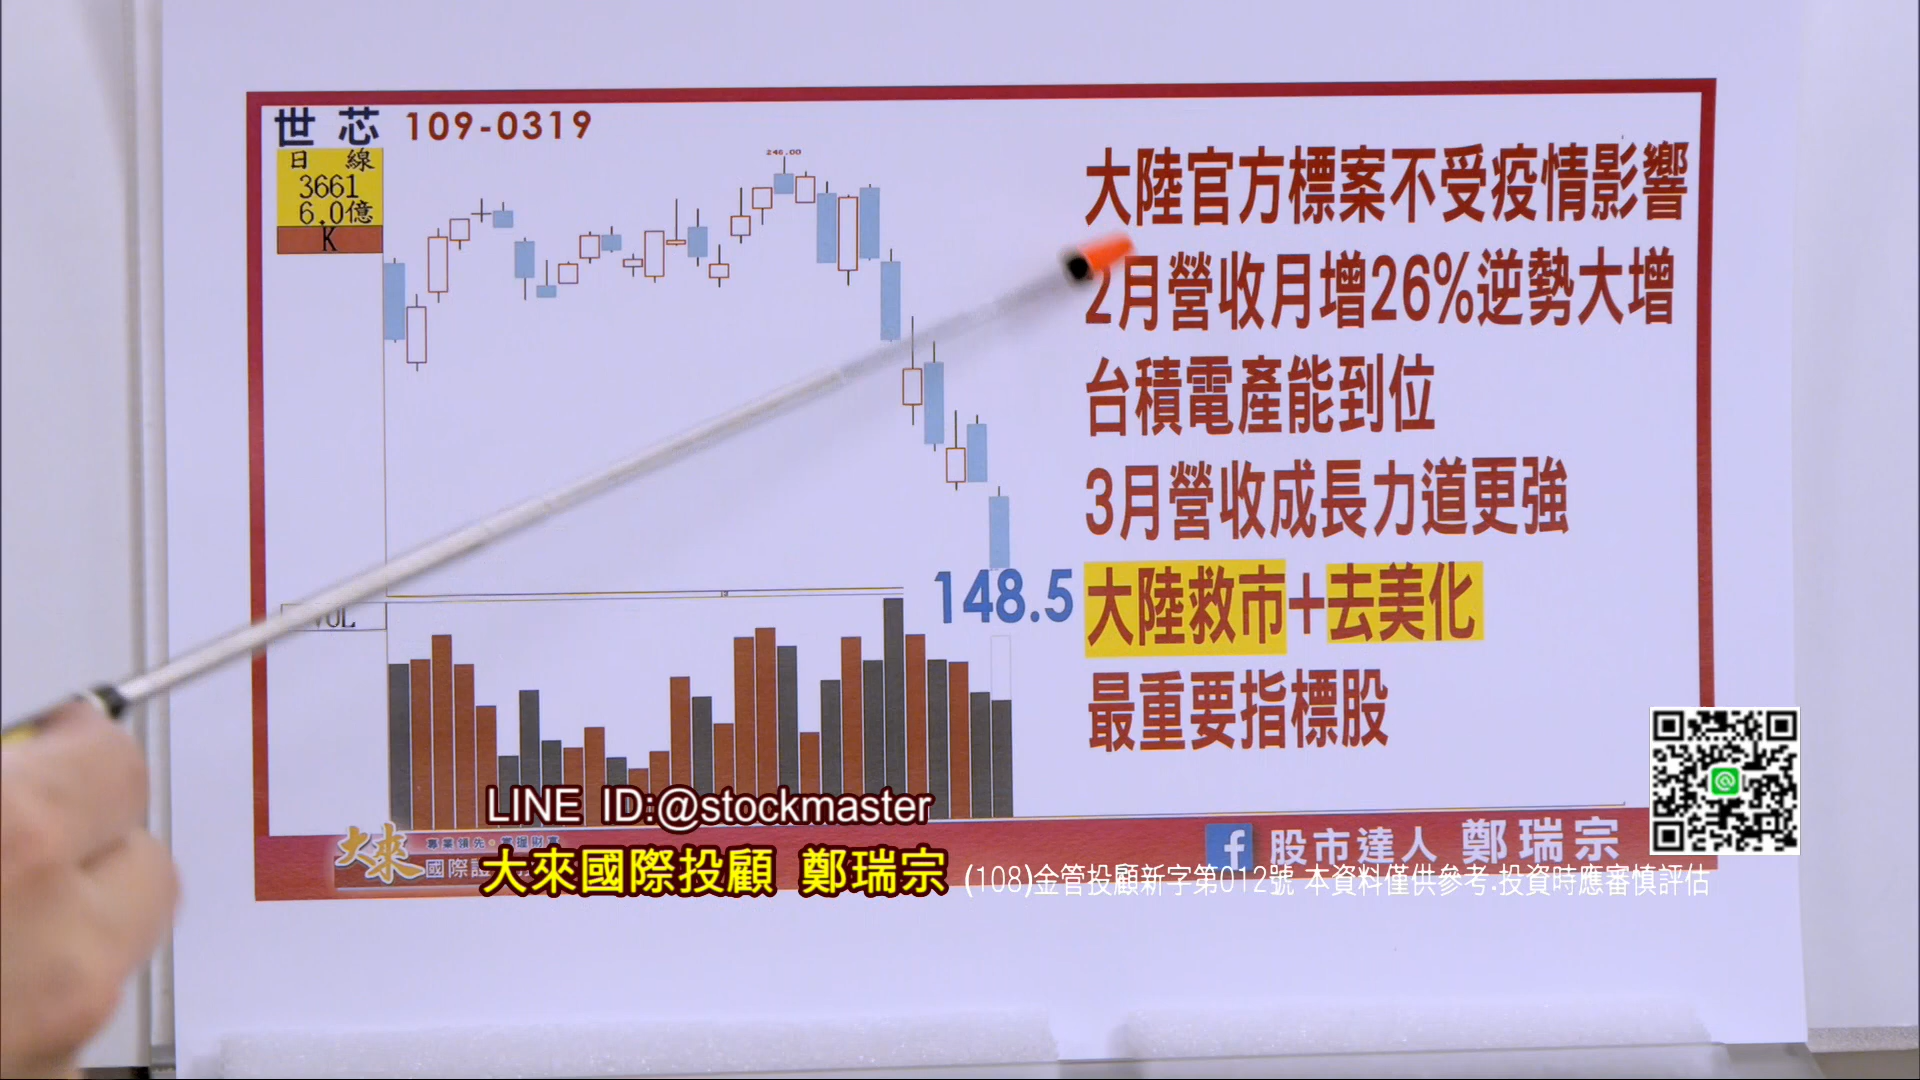 世芯 109-0319
日 線
3661
6.0億
K
246.00
大陸官方標案不受疫情影響
2月營收月增26%逆勢大增
台積電產能到位
3月營收成長力道更強
148.5
大陸救市+去美化
最重要指標股
VOL
LINE ID:@stockmaster
大來
國際
股市達人 鄭瑞宗
大來國際投顧 鄭瑞宗
(108)金管投顧新字第012號 本資料僅供參考.投資時應審慎評估